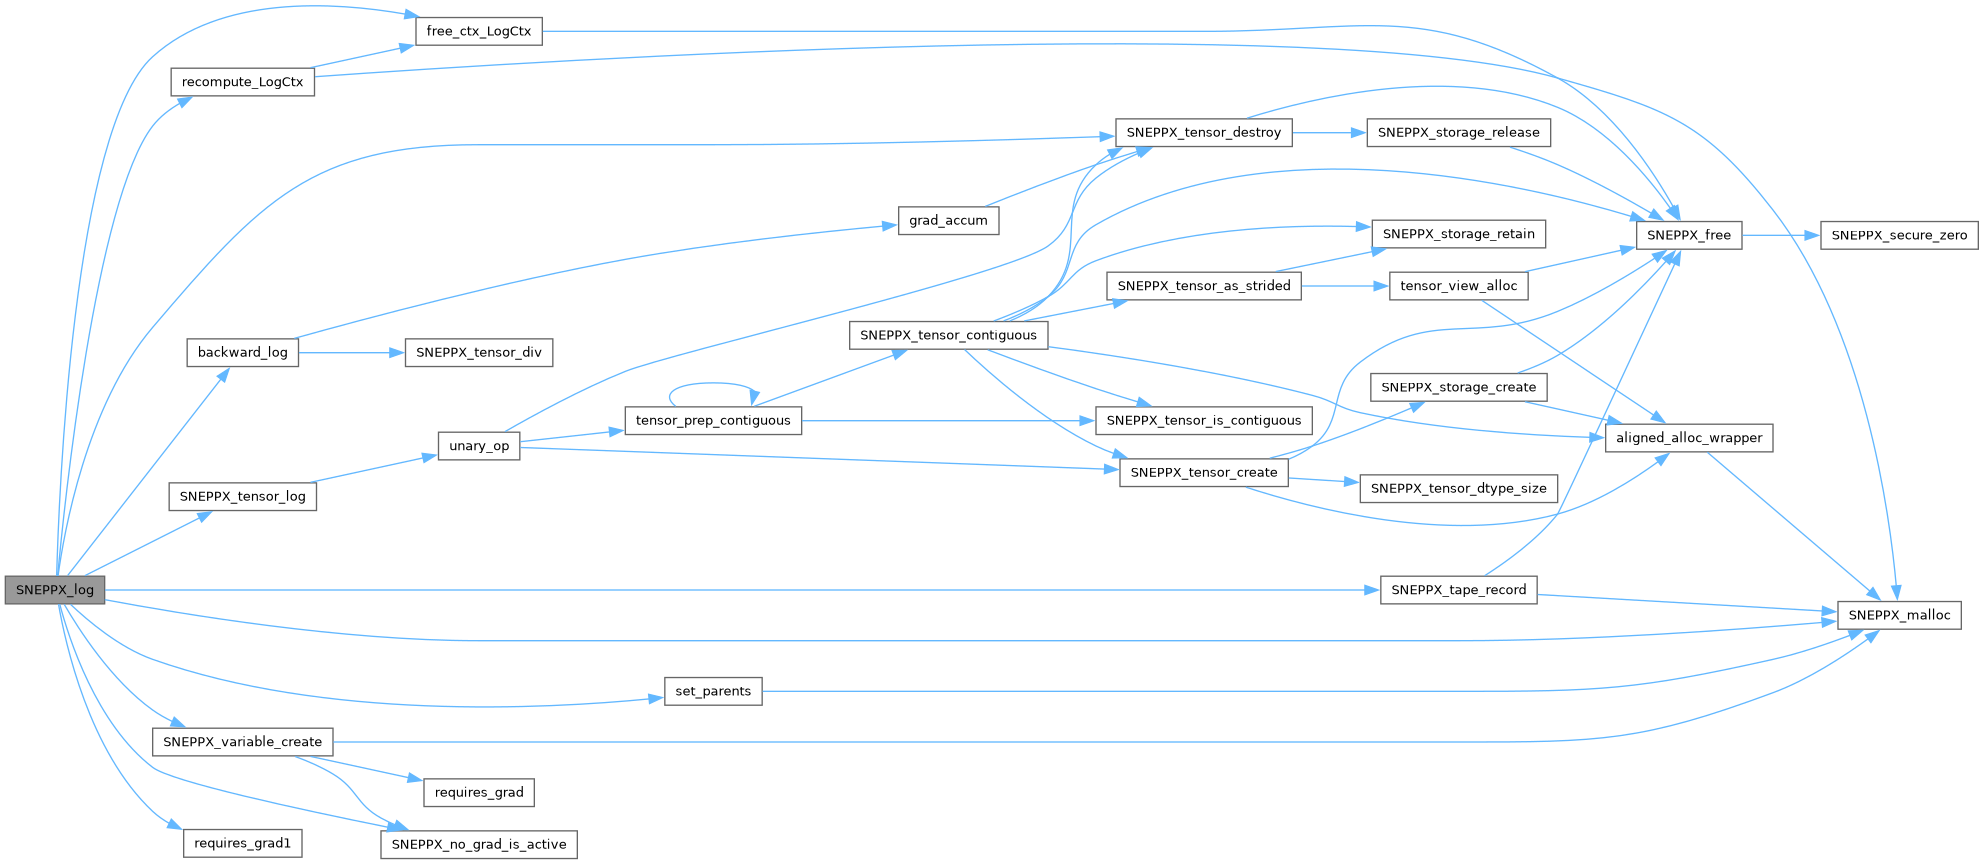 free_ctx_LogCtx
recompute_LogCtx
SNEPPX_tensor_destroy
SNEPPX_storage_release
grad_accum
SNEPPX_storage_retain
SNEPPX_free
SNEPPX_secure_zero
SNEPPX_tensor_as_strided
tensor_view_alloc
SNEPPX_tensor_contiguous
backward_log
SNEPPX_tensor_div
SNEPPX_storage_create
tensor_prep_contiguous
SNEPPX_tensor_is_contiguous
unary_op
aligned_alloc_wrapper
SNEPPX_tensor_create
SNEPPX_tensor_dtype_size
SNEPPX_tensor_log
SNEPPX_log
SNEPPX_tape_record
SNEPPX_malloc
set_parents
SNEPPX_variable_create
requires_grad
requires_grad1
SNEPPX_no_grad_is_active